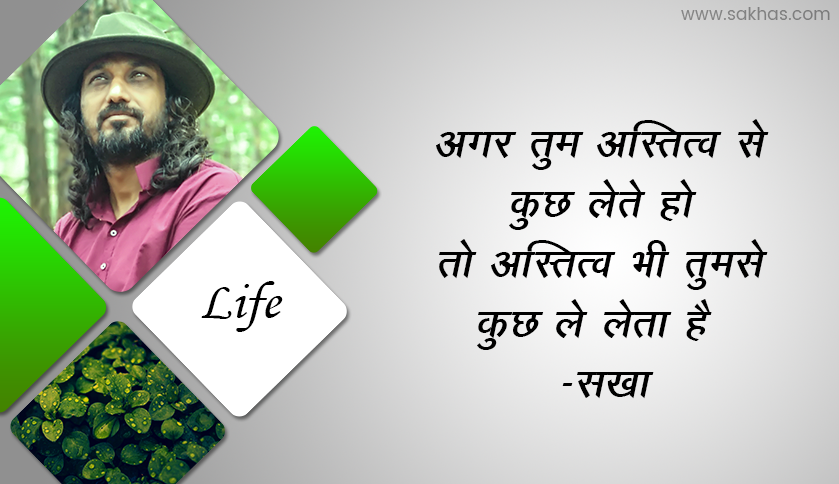 www.sakhas.com
Life
अगर तुम अस्तित्व से
कुछ लेते हो
तो अस्तित्व भी तुमसे
कुछ ले लेता है
-सखा